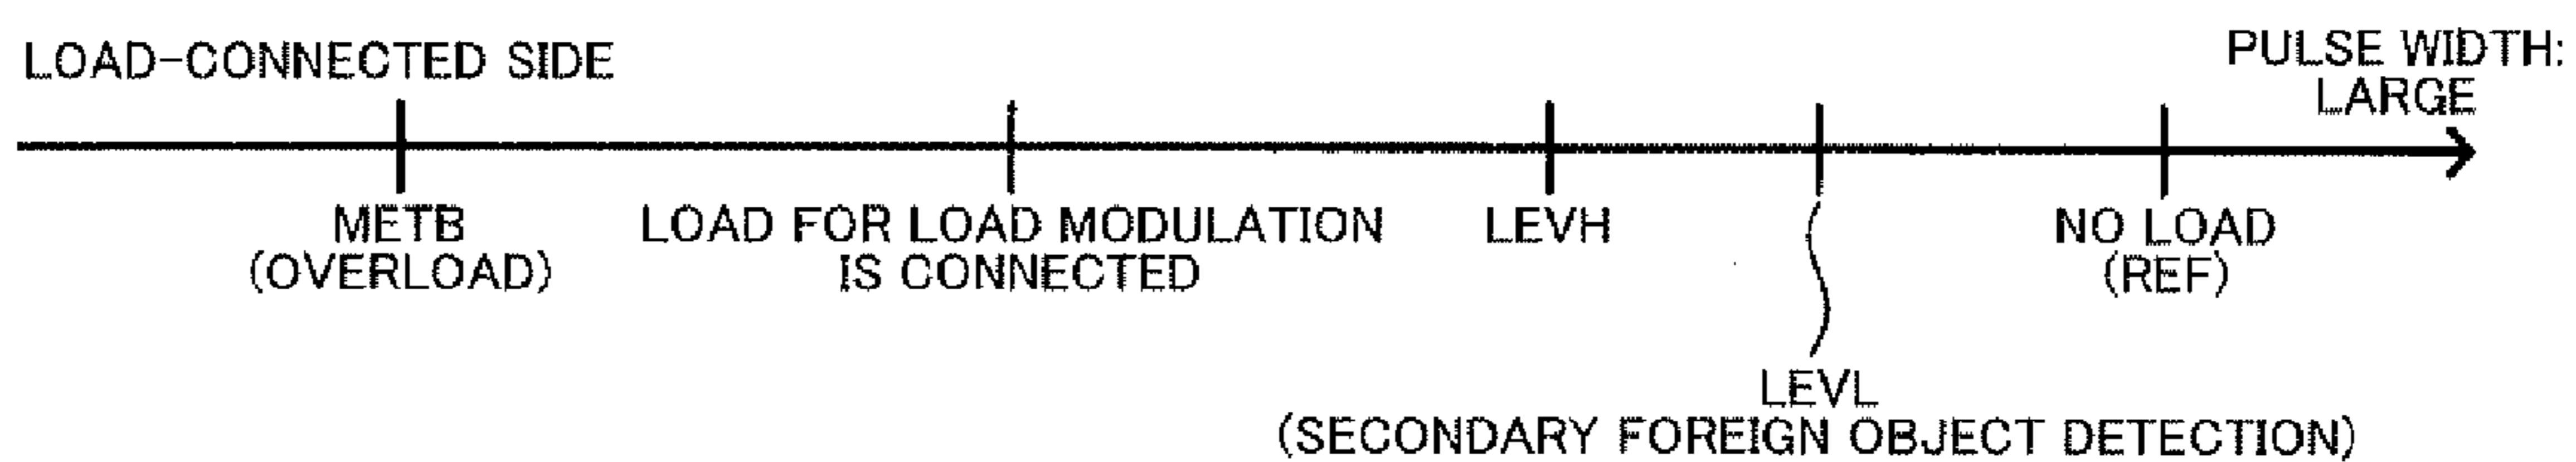 LOAD-CONNECTED SIDE
PULSE WIDTH:
LARGE
METB
(OVERLOAD)
LOAD FOR LOAD MODULATION
IS CONNECTED
LEVH
NO LOAD
(REF)
LEVL
(SECONDARY FOREIGN OBJECT DETECTION)